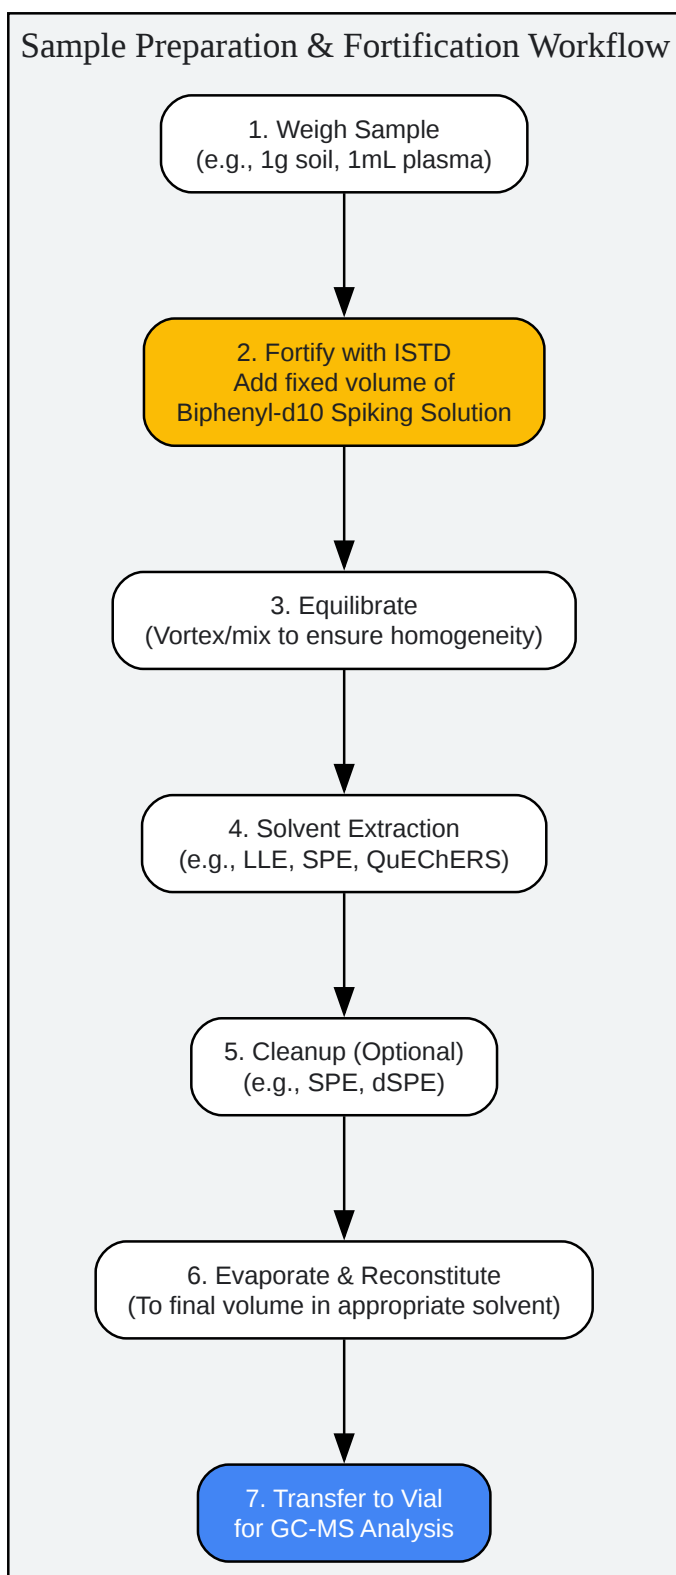 Sample Preparation & Fortification Workflow
1. Weigh Sample
(e.g., 1g soil, 1mL plasma)
2. Fortify with ISTD
Add fixed volume of
Biphenyl-d10 Spiking Solution
3. Equilibrate
(Vortex/mix to ensure homogeneity)
4. Solvent Extraction
(e.g., LLE, SPE, QuEChERS)
5. Cleanup (Optional)
(e.g., SPE, dSPE)
6. Evaporate & Reconstitute
(To final volume in appropriate solvent)
7. Transfer to Vial
for GC-MS Analysis